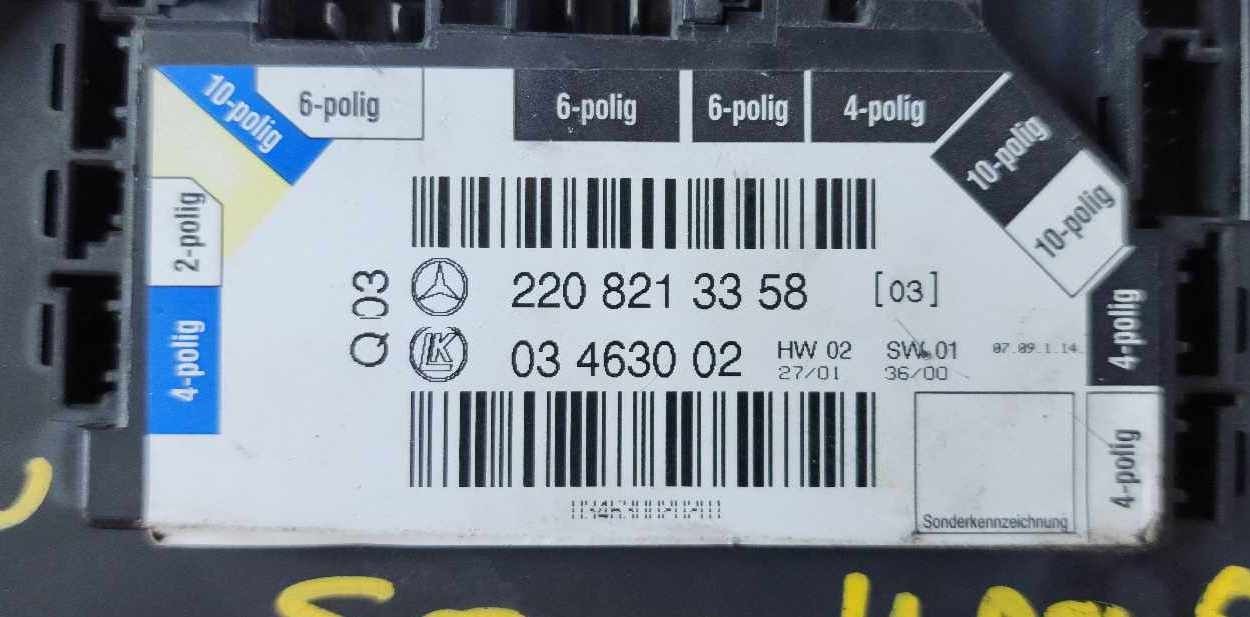 10-polig
6-polig
6-polig
6-polig
4-polig
10-polig
10-polig
2-polig
4-polig
4-polig
4-polig
Q 03
220 821 33 58 [03]
LK 03 4630 02 HW 02 SW 01 07.09.1.14
27/01 36/00
Sonderkennzeichnung